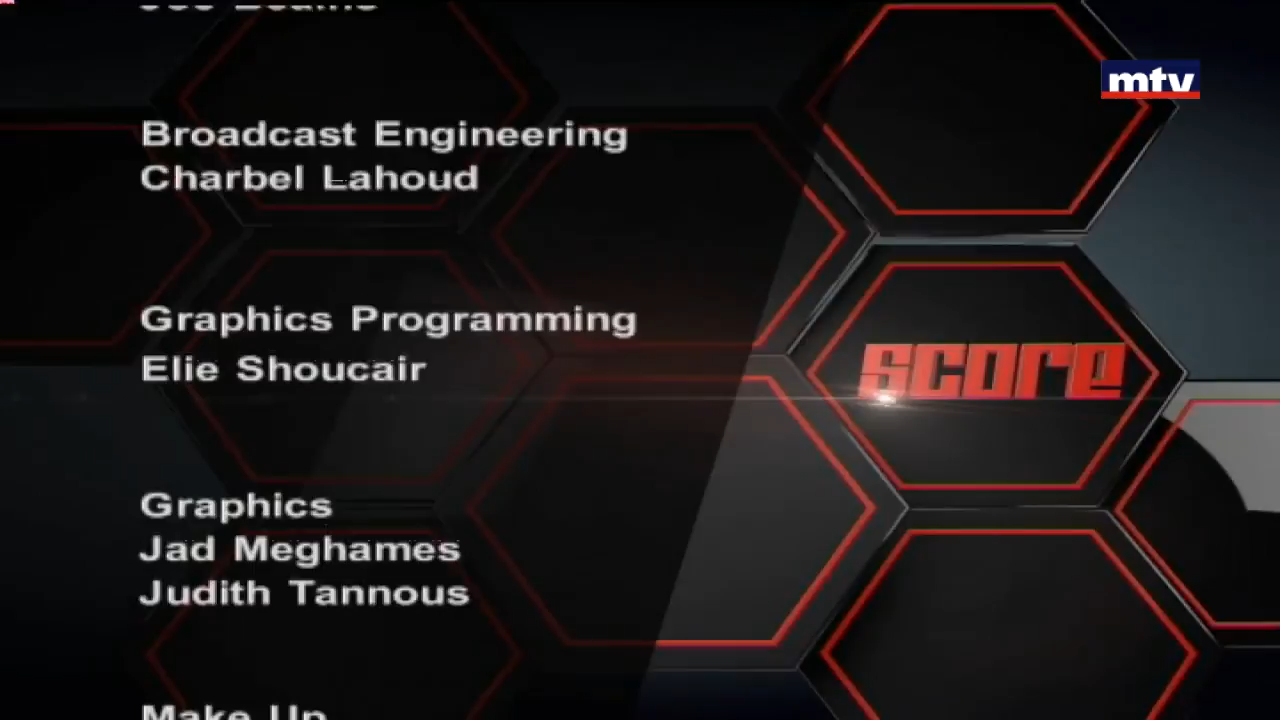 mtv
Broadcast Engineering
Charbel Lahoud
Graphics Programming
Elie Shoucair
score
Graphics
Jad Meghames
Judith Tannous
Make Up